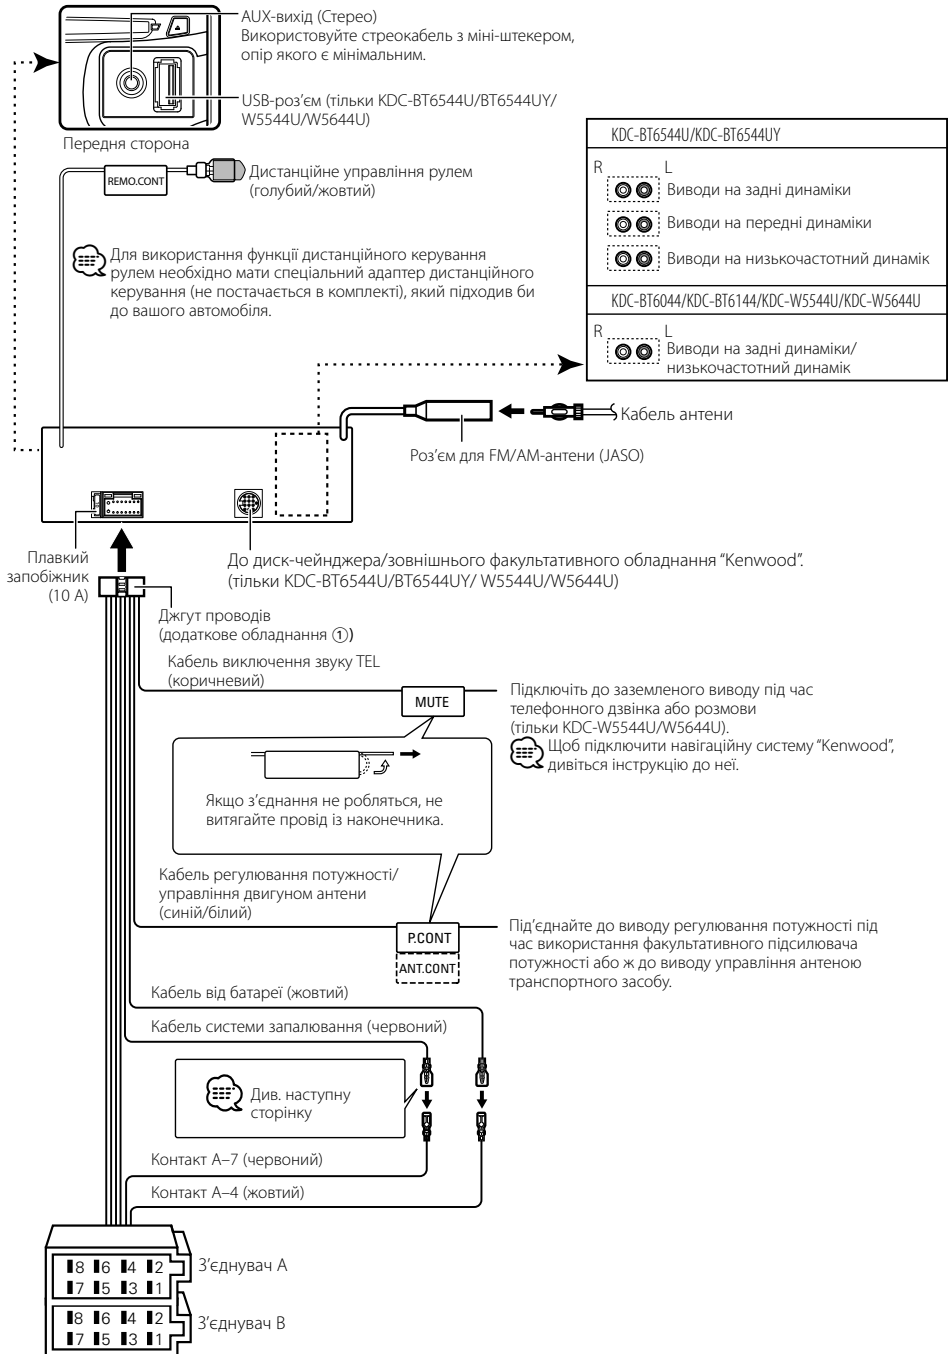 AUX-вихід (Стерео)
Використовуйте стреокабель з міні-штекером,
опір якого є мінімальним.
USB-роз’єм (тільки KDC-BT6544U/BT6544UY/
W5544U/W5644U)
Передня сторона
REMO.CONT
Дистанційне управління рулем
(голубий/жовтий)
Для використання функції дистанційного керування
рулем необхідно мати спеціальний адаптер дистанційного
керування (не постачається в комплекті), який підходив би
до вашого автомобіля.
KDC-BT6544U/KDC-BT6544UY
R L
Виводи на задні динаміки
Виводи на передні динаміки
Виводи на низькочастотний динамік
KDC-BT6044/KDC-BT6144/KDC-W5544U/KDC-W5644U
R L
Виводи на задні динаміки/
низькочастотний динамік
Кабель антени
Роз’єм для FM/AM-антени (JASO)
Плавкий
запобіжник
(10 A)
До диск-чейнджера/зовнішнього факультативного обладнання “Kenwood”.
(тільки KDC-BT6544U/BT6544UY/ W5544U/W5644U)
Джгут проводів
(додаткове обладнання ①)
Кабель виключення звуку TEL
(коричневий)
MUTE
Підключіть до заземленого виводу під час
телефонного дзвінка або розмови
(тільки KDC-W5544U/W5644U).
Щоб підключити навігаційну систему “Kenwood”,
дивіться інструкцію до неї.
Якщо з’єднання не робляться, не
витягайте провід із наконечника.
Кабель регулювання потужності/
управління двигуном антени
(синій/білий)
P.CONT
ANT.CONT
Під’єднайте до виводу регулювання потужності під
час використання факультативного підсилювача
потужності або ж до виводу управління антеною
транспортного засобу.
Кабель від батареї (жовтий)
Кабель системи запалювання (червоний)
Див. наступну
сторінку
Контакт A–7 (червоний)
Контакт A–4 (жовтий)
8 6 4 2
7 5 3 1
З’єднувач A
8 6 4 2
7 5 3 1
З’єднувач B